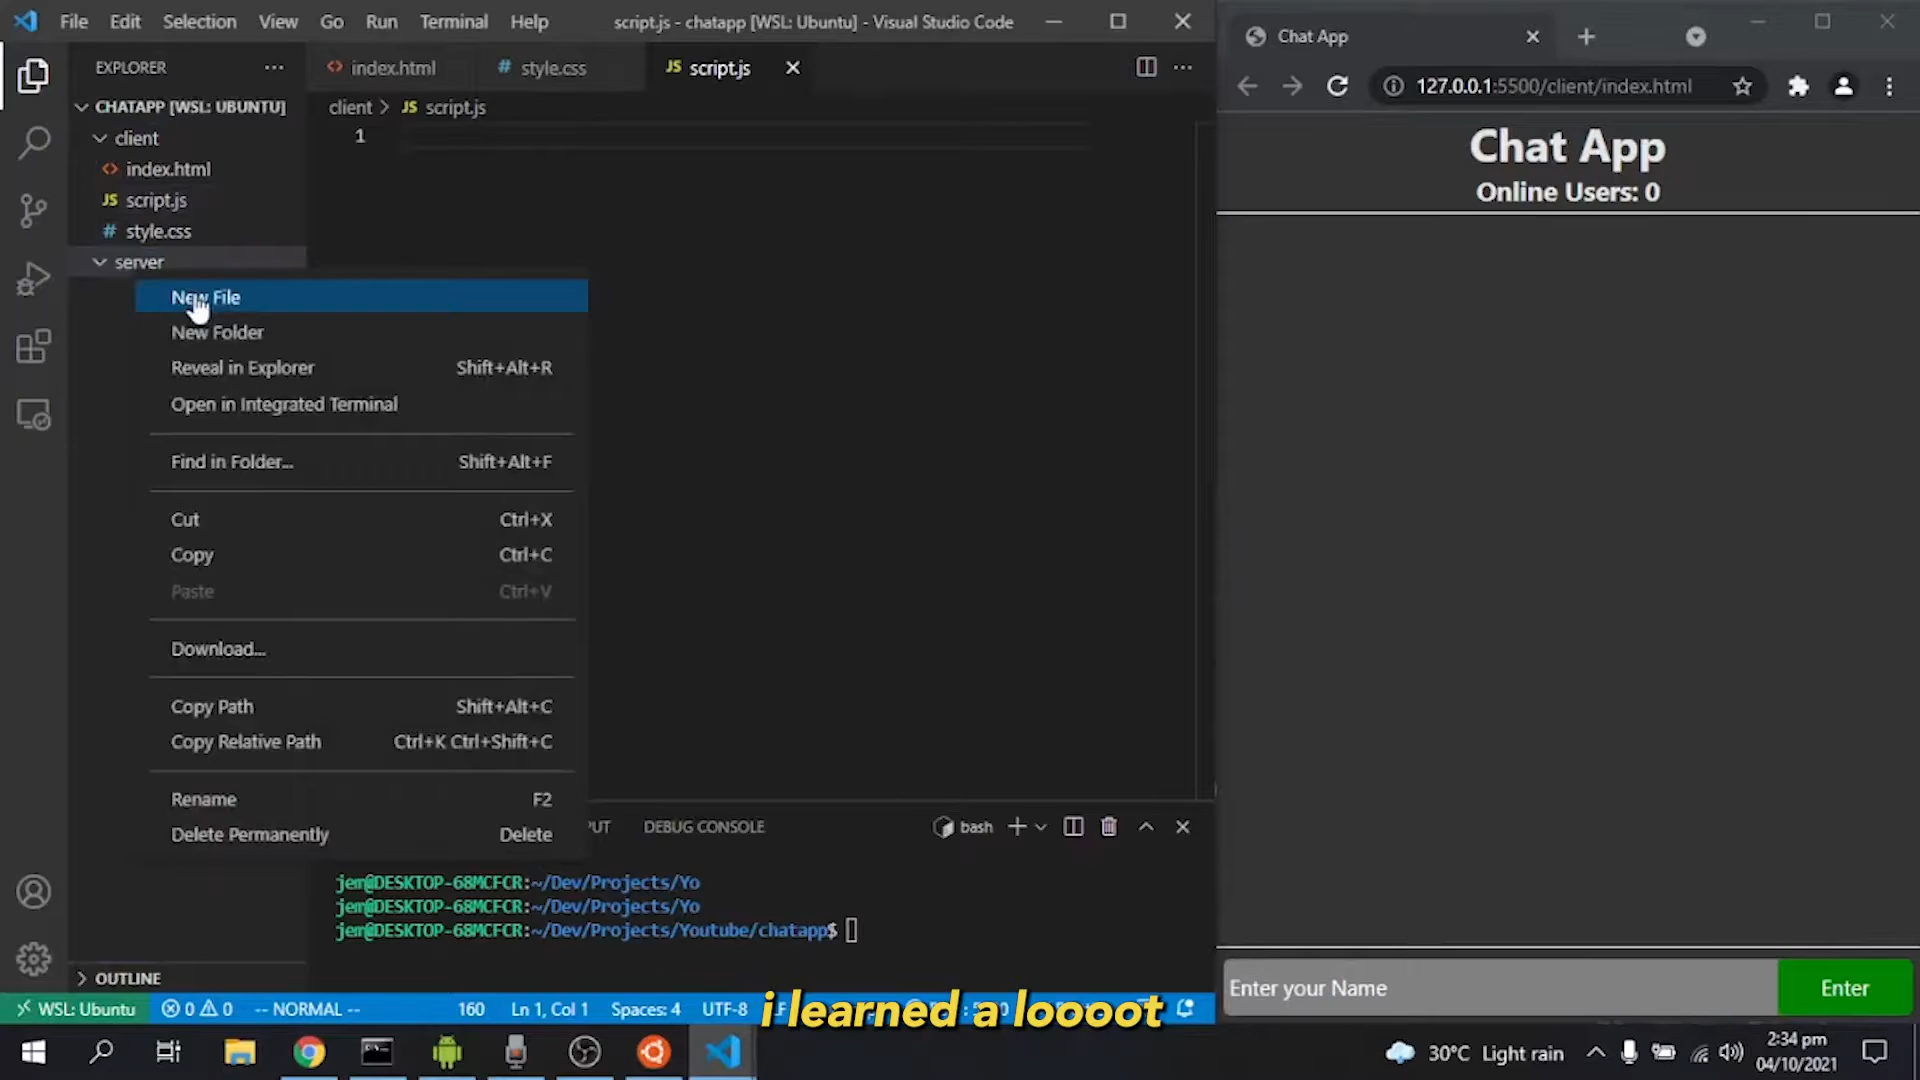 File Edit Selection View Go Run Terminal Help script.js - chatapp [WSL: Ubuntu] - Visual Studio Code
EXPLORER
index.html
# style.css
JS script.js
CHATAPP [WSL: UBUNTU]
client > JS script.js
client
index.html
JS script.js
# style.css
server
1
New File
New Folder
Reveal in Explorer Shift+Alt+R
Open in Integrated Terminal
Find in Folder... Shift+Alt+F
Cut Ctrl+X
Copy Ctrl+C
Paste Ctrl+V
Download...
Copy Path Shift+Alt+C
Copy Relative Path Ctrl+K Ctrl+Shift+C
Rename F2
Delete Permanently Delete
DEBUG CONSOLE
bash
jem@DESKTOP-68MCFCR:~/Dev/Projects/Yo
jem@DESKTOP-68MCFCR:~/Dev/Projects/Yo
jem@DESKTOP-68MCFCR:~/Dev/Projects/Youtube/chatapp$
OUTLINE
WSL: Ubuntu 0 0 -- NORMAL -- 160 Ln 1, Col 1 Spaces: 4 UTF-8
Chat App
127.0.0.1:5500/client/index.html
Chat App
Online Users: 0
Enter your Name
Enter
i learned a loooot
30°C Light rain
2:34 pm
04/10/2021